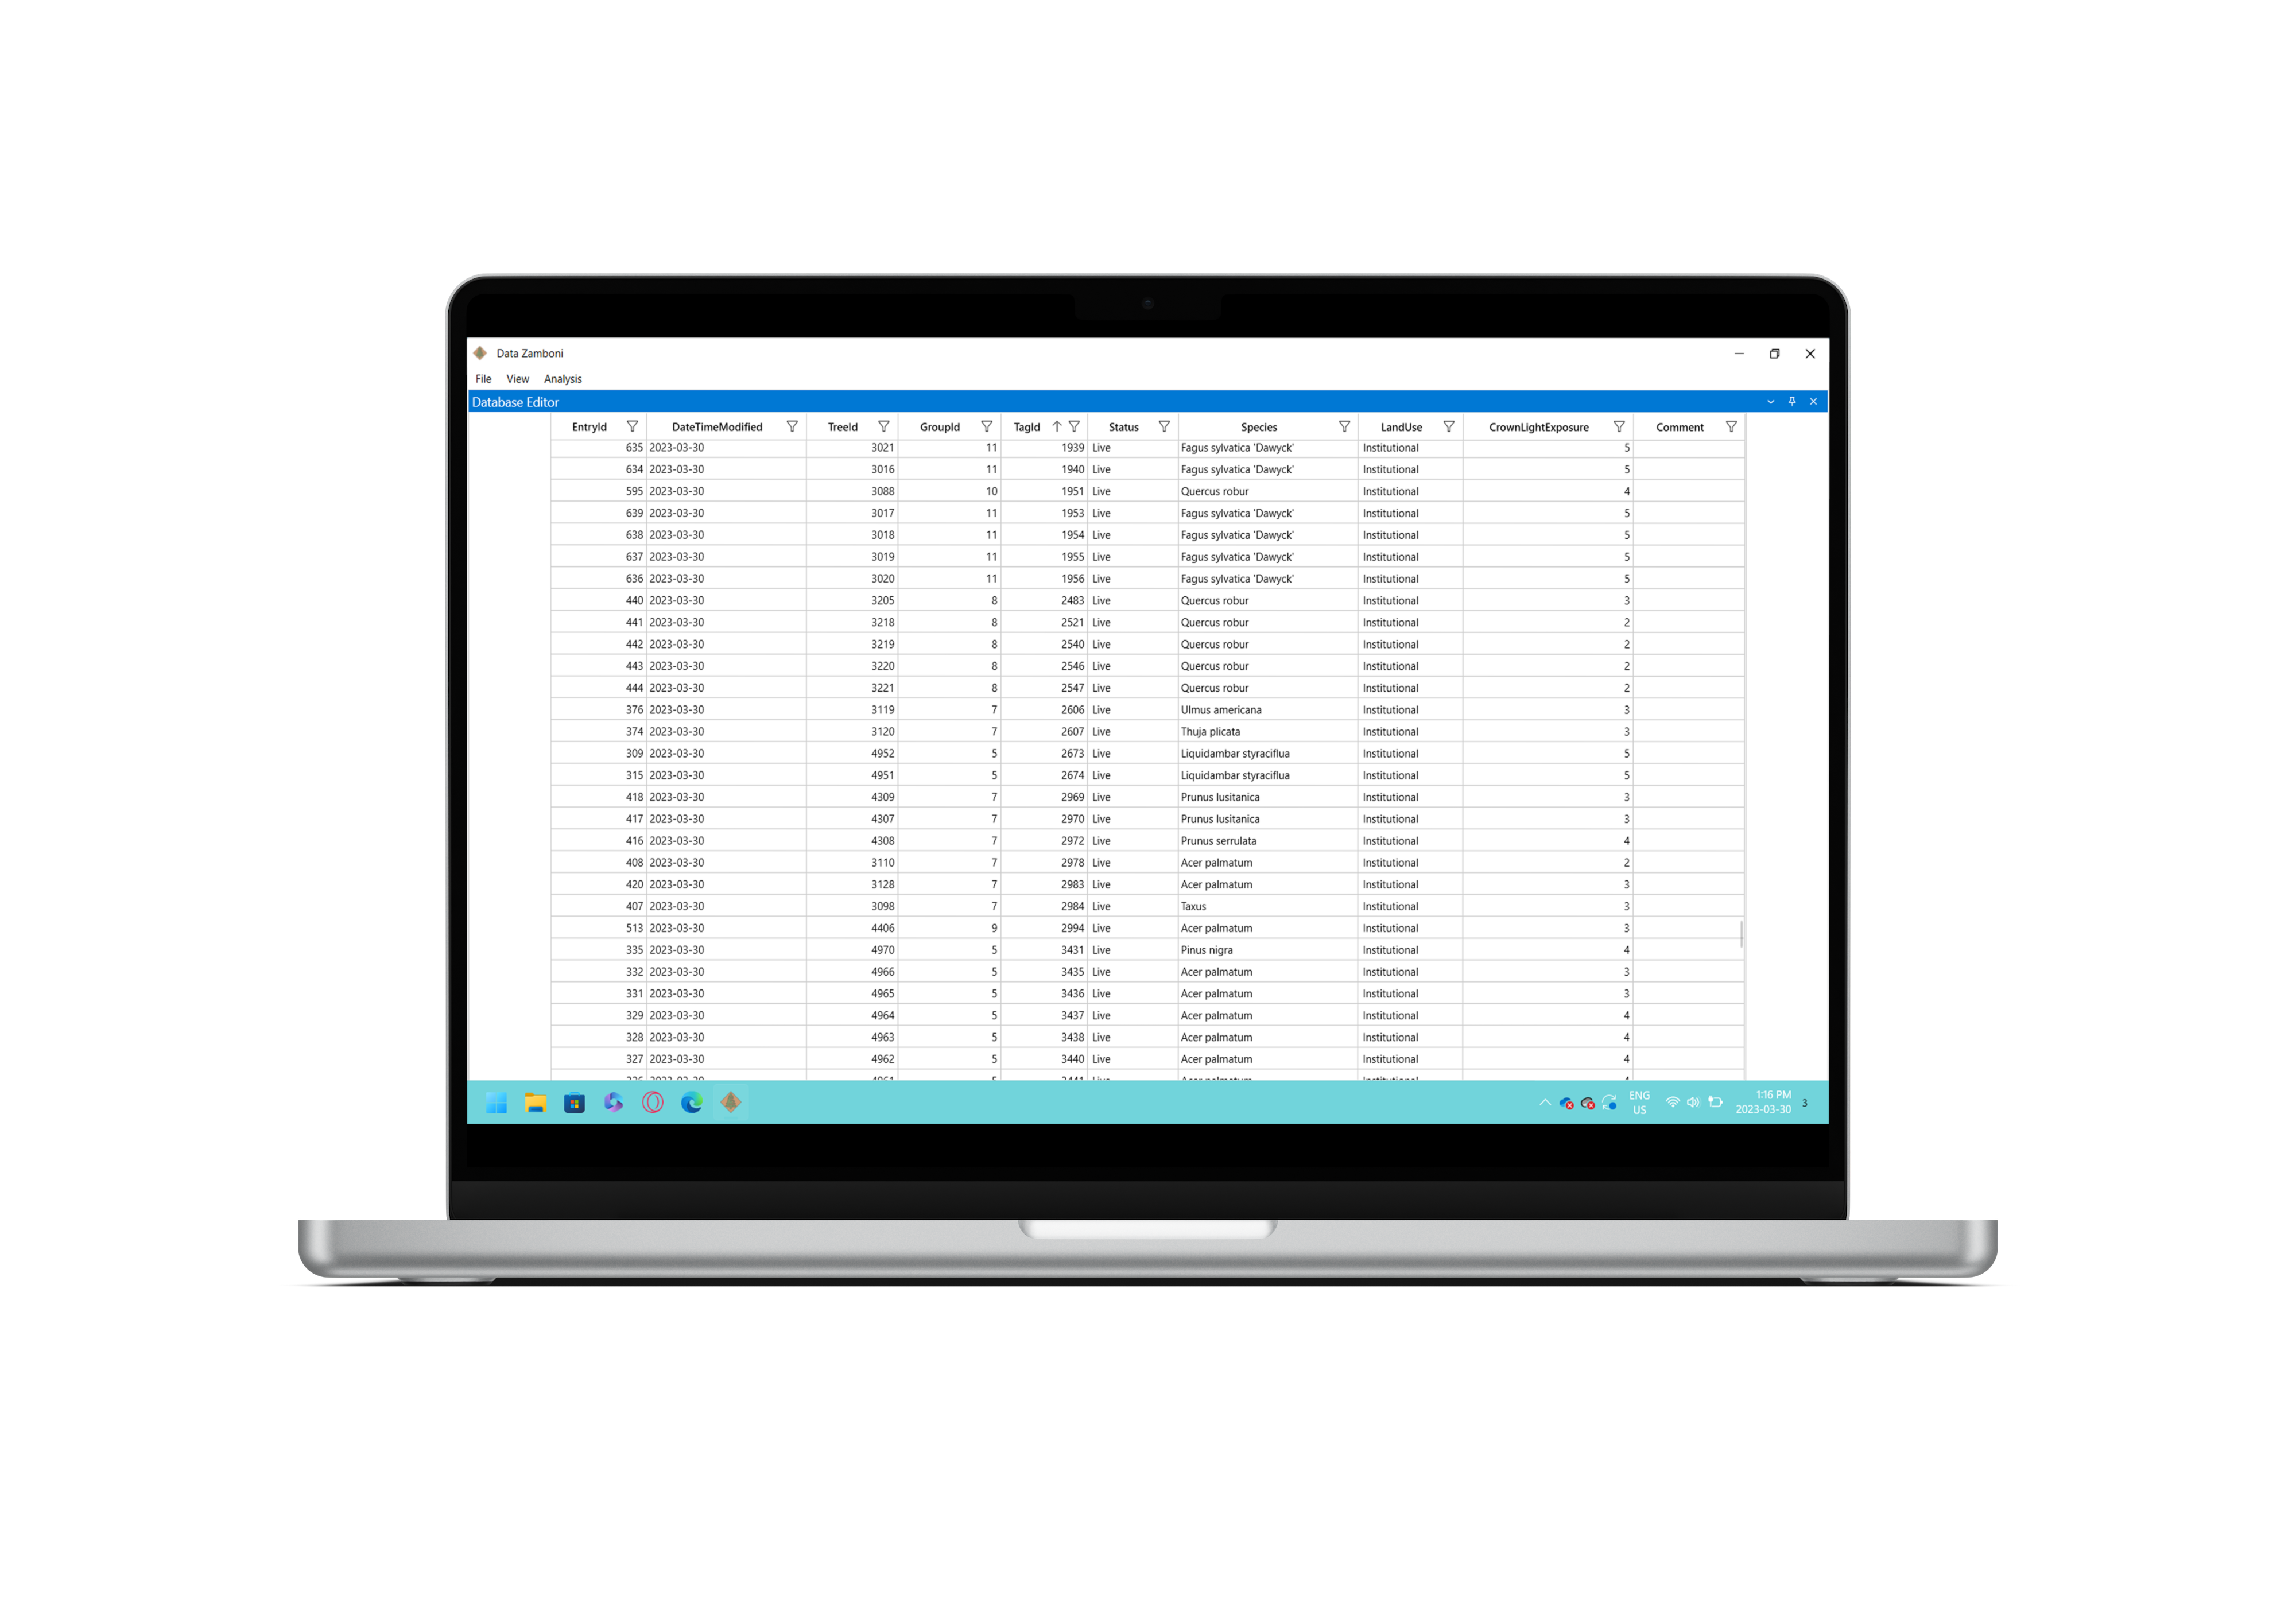 Data Zamboni
File View Analysis
Database Editor
EntryId DateTimeModified TreeId GroupId TagId Status Species LandUse CrownLightExposure Comment
635 2023-03-30 3021 11 1939 Live Fagus sylvatica 'Dawyck' Institutional 5
634 2023-03-30 3016 11 1940 Live Fagus sylvatica 'Dawyck' Institutional 5
595 2023-03-30 3088 10 1951 Live Quercus robur Institutional 4
639 2023-03-30 3017 11 1953 Live Fagus sylvatica 'Dawyck' Institutional 5
638 2023-03-30 3018 11 1954 Live Fagus sylvatica 'Dawyck' Institutional 5
637 2023-03-30 3019 11 1955 Live Fagus sylvatica 'Dawyck' Institutional 5
636 2023-03-30 3020 11 1956 Live Fagus sylvatica 'Dawyck' Institutional 5
440 2023-03-30 3205 8 2483 Live Quercus robur Institutional 3
441 2023-03-30 3218 8 2521 Live Quercus robur Institutional 2
442 2023-03-30 3219 8 2540 Live Quercus robur Institutional 2
443 2023-03-30 3220 8 2546 Live Quercus robur Institutional 2
444 2023-03-30 3221 8 2547 Live Quercus robur Institutional 2
376 2023-03-30 3119 7 2606 Live Ulmus americana Institutional 3
374 2023-03-30 3120 7 2607 Live Thuja plicata Institutional 3
309 2023-03-30 4952 5 2673 Live Liquidambar styraciflua Institutional 5
315 2023-03-30 4951 5 2674 Live Liquidambar styraciflua Institutional 5
418 2023-03-30 4309 7 2969 Live Prunus lusitanica Institutional 3
417 2023-03-30 4307 7 2970 Live Prunus lusitanica Institutional 3
416 2023-03-30 4308 7 2972 Live Prunus serrulata Institutional 4
408 2023-03-30 3110 7 2978 Live Acer palmatum Institutional 2
420 2023-03-30 3128 7 2983 Live Acer palmatum Institutional 3
407 2023-03-30 3098 7 2984 Live Taxus Institutional 3
513 2023-03-30 4406 9 2994 Live Acer palmatum Institutional 3
335 2023-03-30 4970 5 3431 Live Pinus nigra Institutional 4
332 2023-03-30 4966 5 3435 Live Acer palmatum Institutional 3
331 2023-03-30 4965 5 3436 Live Acer palmatum Institutional 3
329 2023-03-30 4964 5 3437 Live Acer palmatum Institutional 4
328 2023-03-30 4963 5 3438 Live Acer palmatum Institutional 4
327 2023-03-30 4962 5 3440 Live Acer palmatum Institutional 4
ENG
US
1:16 PM
2023-03-30
3